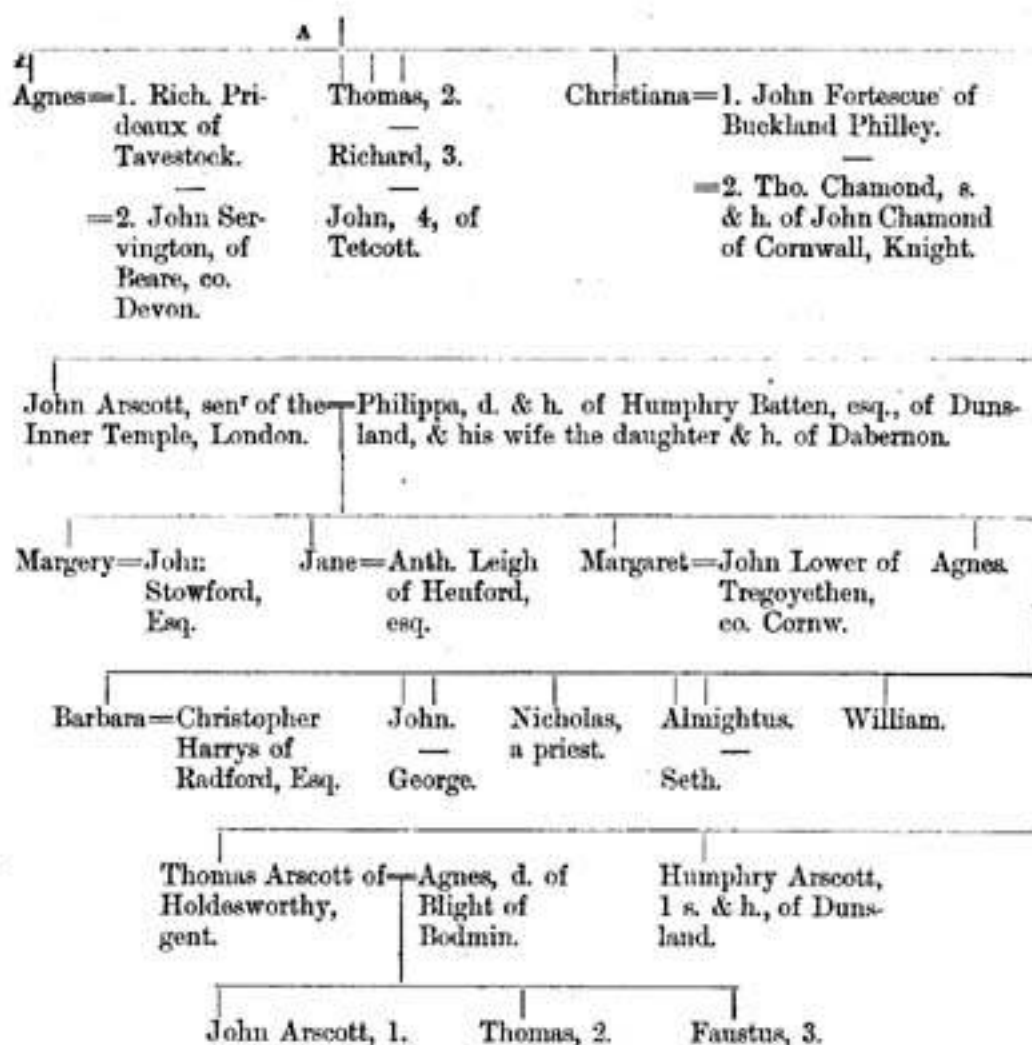 A
Agnes=1. Rich. Pri- Thomas, 2. Christiana=1. John Fortescue of
deaux of — Buckland Philley.
Tavestock. Richard, 3. —
— — =2. Tho. Chamond, s.
=2. John Ser- John, 4, of & h. of John Chamond
vington, of Tetcott. of Cornwall, Knight.
Beare, co.
Devon.
John Arscott, senʳ of the=Philippa, d. & h. of Humphry Batten, esq., of Duns-
Inner Temple, London. land, & his wife the daughter & h. of Dabernon.
Margery=John Jane=Anth. Leigh Margaret=John Lower of Agnes.
Stowford, of Henford, Tregoyethen,
Esq. esq. co. Cornw.
Barbara=Christopher John. Nicholas, Almightus. William.
Harrys of — a priest. —
Radford, Esq. George. Seth.
Thomas Arscott of=Agnes, d. of Humphry Arscott,
Holdesworthy, Blight of 1 s. & h., of Duns-
gent. Bodmin. land.
John Arscott, 1. Thomas, 2. Faustus, 3.